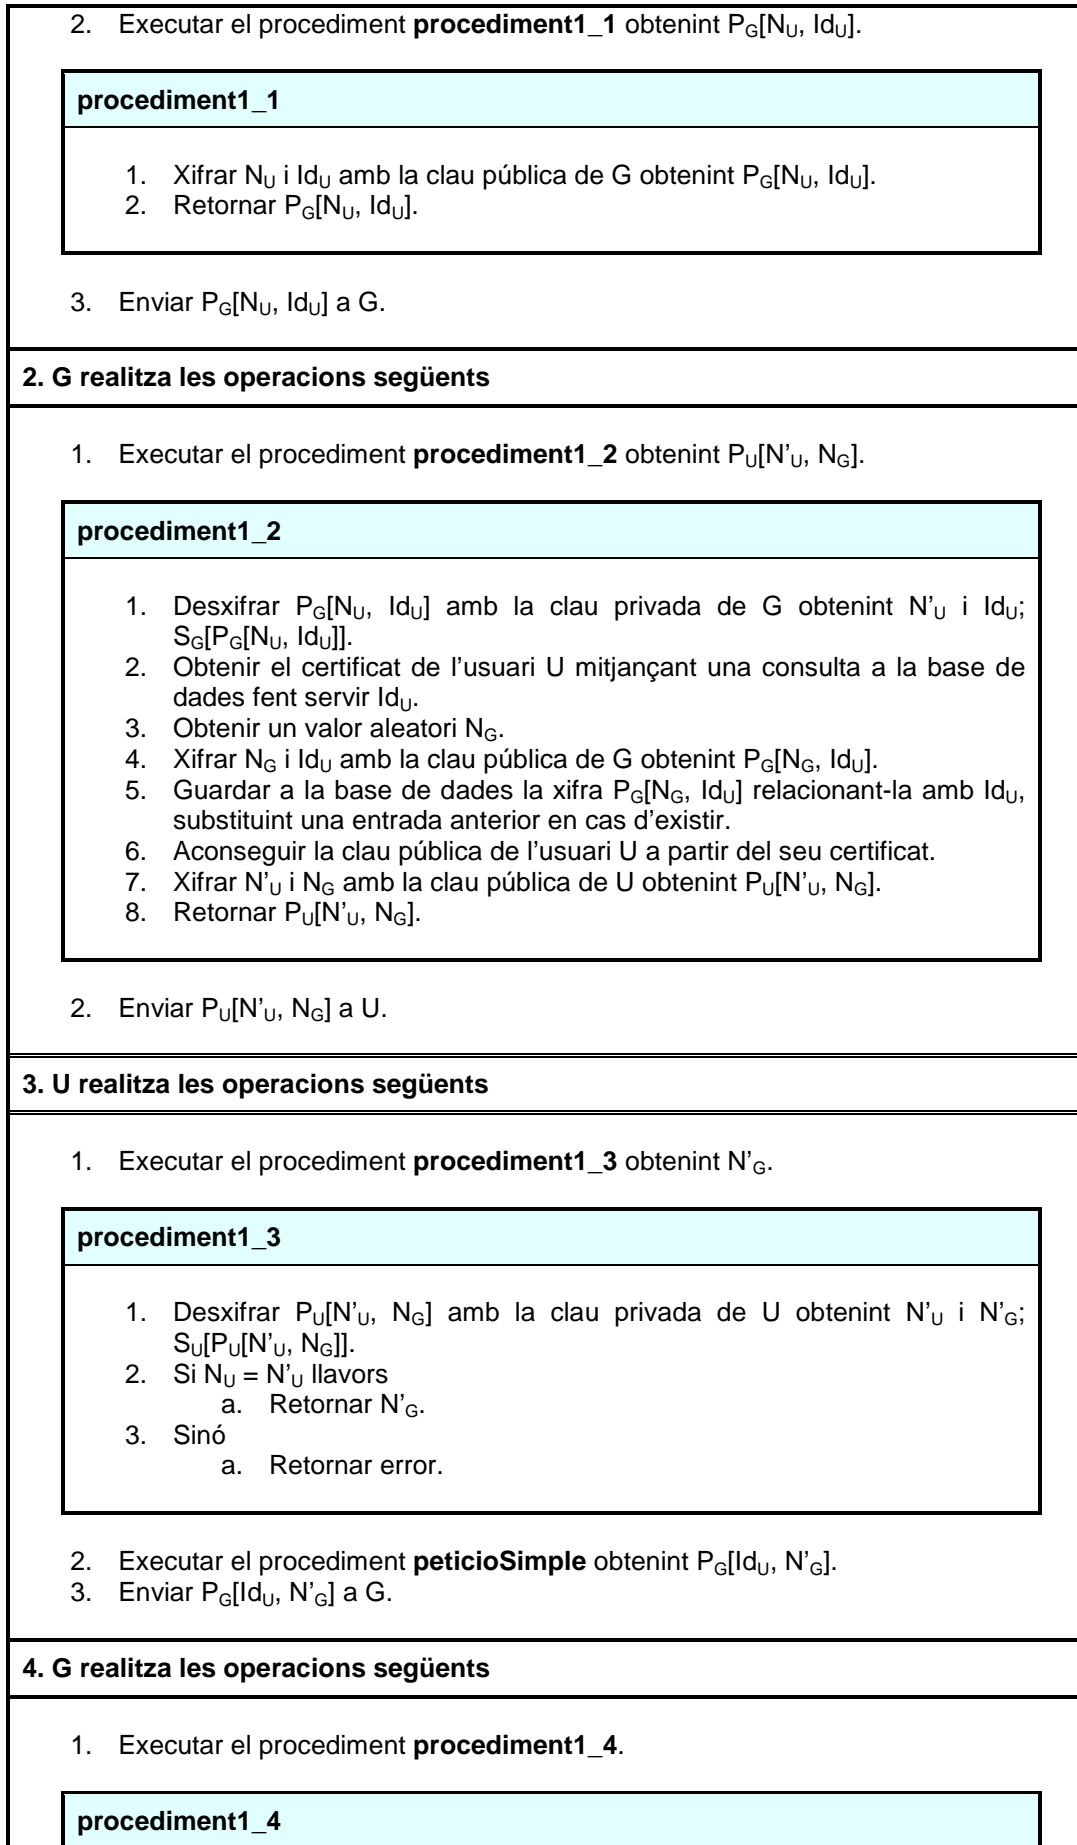 2. Executar el procediment procediment1_1 obtenint PG[NU, IdU].
procediment1_1
1. Xifrar NU i IdU amb la clau pública de G obtenint PG[NU, IdU].
2. Retornar PG[NU, IdU].
3. Enviar PG[NU, IdU] a G.
2. G realitza les operacions següents
1. Executar el procediment procediment1_2 obtenint PU[N’U, NG].
procediment1_2
1. Desxifrar PG[NU, IdU] amb la clau privada de G obtenint N’U i IdU;
SG[PG[NU, IdU]].
2. Obtenir el certificat de l’usuari U mitjançant una consulta a la base de
dades fent servir IdU.
3. Obtenir un valor aleatori NG.
4. Xifrar NG i IdU amb la clau pública de G obtenint PG[NG, IdU].
5. Guardar a la base de dades la xifra PG[NG, IdU] relacionant-la amb IdU,
substituint una entrada anterior en cas d’existir.
6. Aconseguir la clau pública de l’usuari U a partir del seu certificat.
7. Xifrar N’U i NG amb la clau pública de U obtenint PU[N’U, NG].
8. Retornar PU[N’U, NG].
2. Enviar PU[N’U, NG] a U.
3. U realitza les operacions següents
1. Executar el procediment procediment1_3 obtenint N’G.
procediment1_3
1. Desxifrar PU[N’U, NG] amb la clau privada de U obtenint N’U i N’G;
SU[PU[N’U, NG]].
2. Si NU = N’U llavors
a. Retornar N’G.
3. Sinó
a. Retornar error.
2. Executar el procediment peticioSimple obtenint PG[IdU, N’G].
3. Enviar PG[IdU, N’G] a G.
4. G realitza les operacions següents
1. Executar el procediment procediment1_4.
procediment1_4